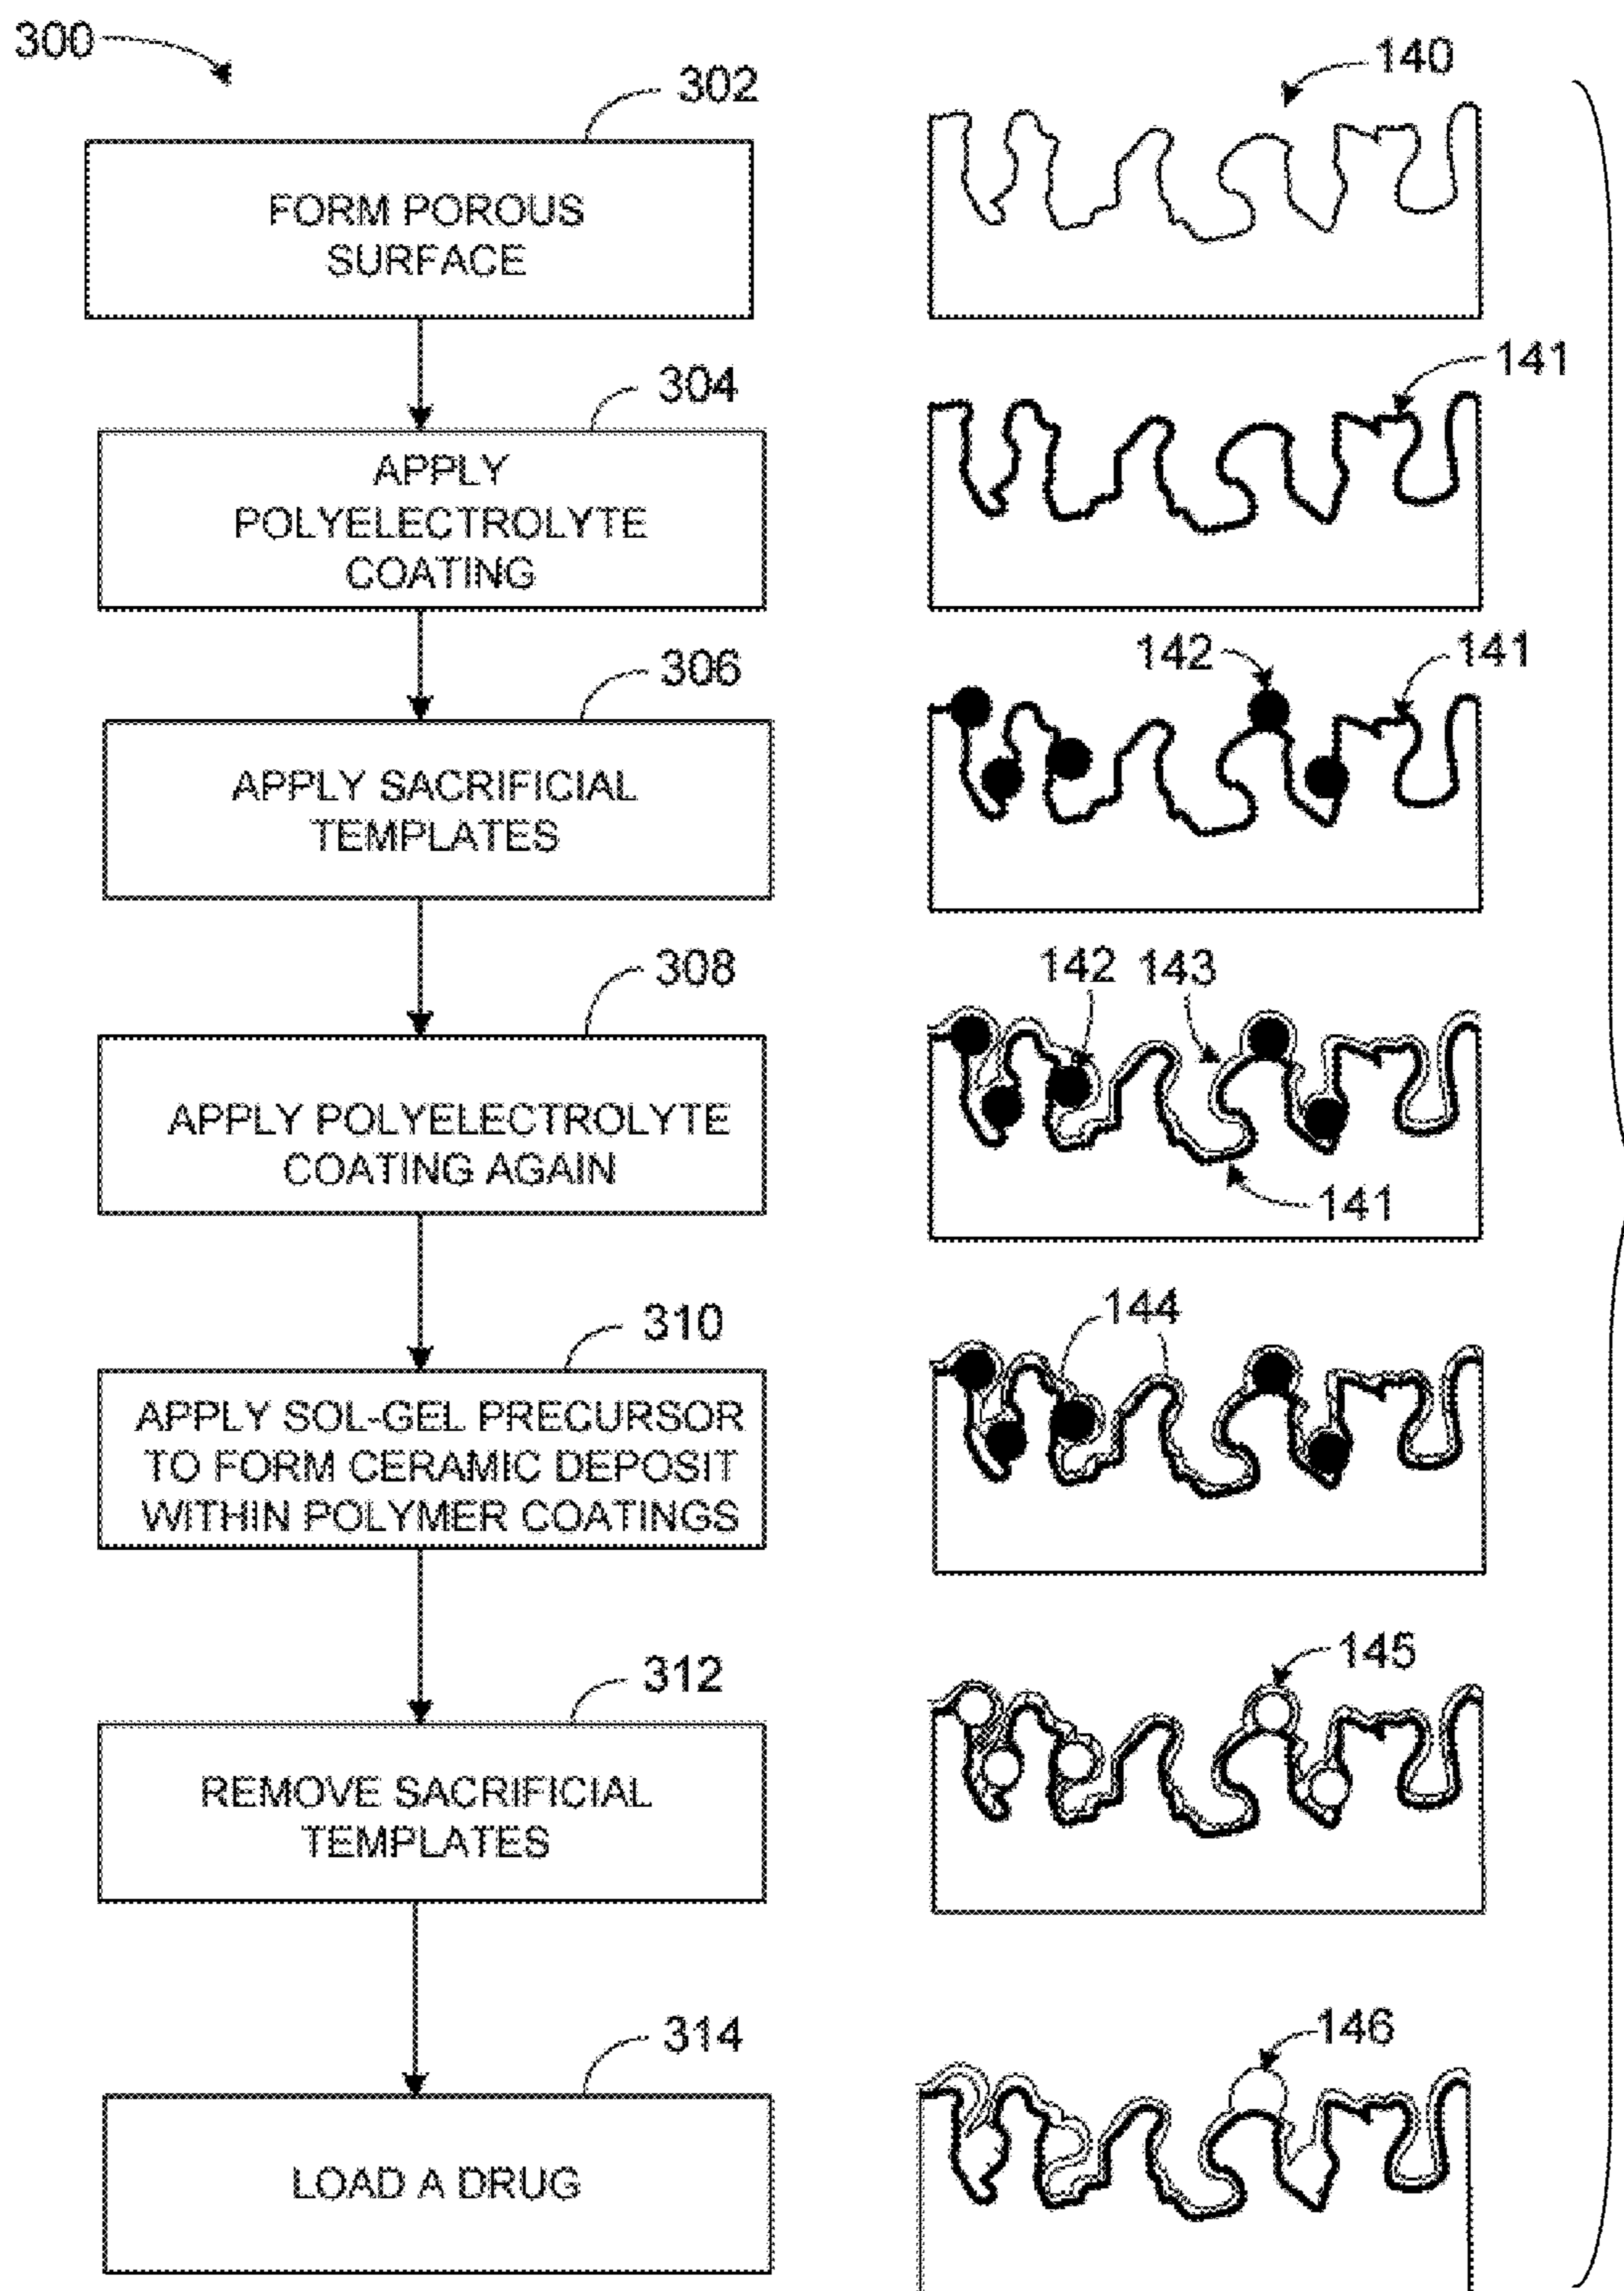 300
302
140
FORM POROUS
SURFACE
304
141
APPLY
POLYELECTROLYTE
COATING
306
142
141
APPLY SACRIFICIAL
TEMPLATES
308
142
143
APPLY POLYELECTROLYTE
COATING AGAIN
141
310
144
APPLY SOL-GEL PRECURSOR
TO FORM CERAMIC DEPOSIT
WITHIN POLYMER COATINGS
312
145
REMOVE SACRIFICIAL
TEMPLATES
314
146
LOAD A DRUG